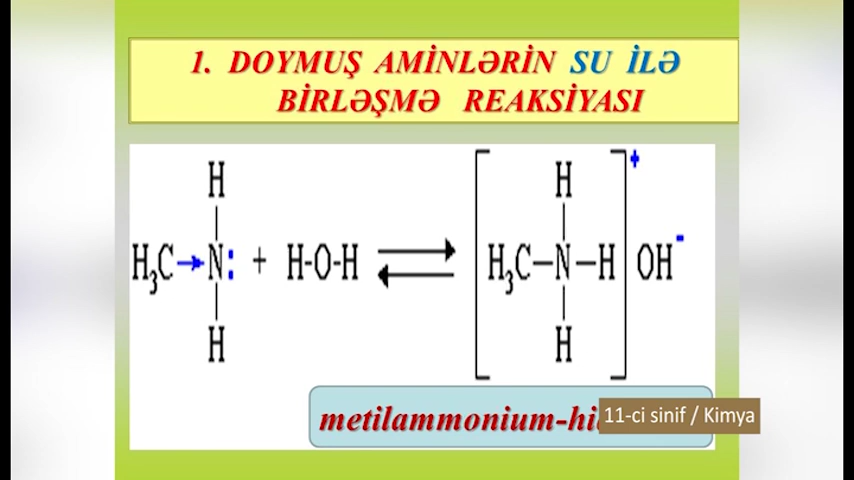 1. DOYMUŞ AMİNLƏRİN SU İLƏ
BİRLƏŞMƏ REAKSİYASI
H H +
H₃C→N: + H-O-H ⇌ [H₃C–N–H] OH⁻
H H
metilammonium-hi
11-ci sinif / Kimya